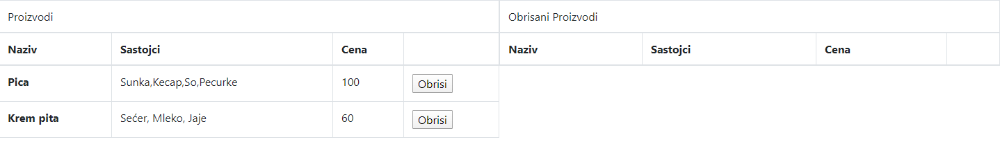 Proizvodi
Naziv Sastojci Cena
Pica Sunka,Kecap,So,Pecurke 100 Obrisi
Krem pita Sećer, Mleko, Jaje 60 Obrisi
Obrisani Proizvodi
Naziv Sastojci Cena